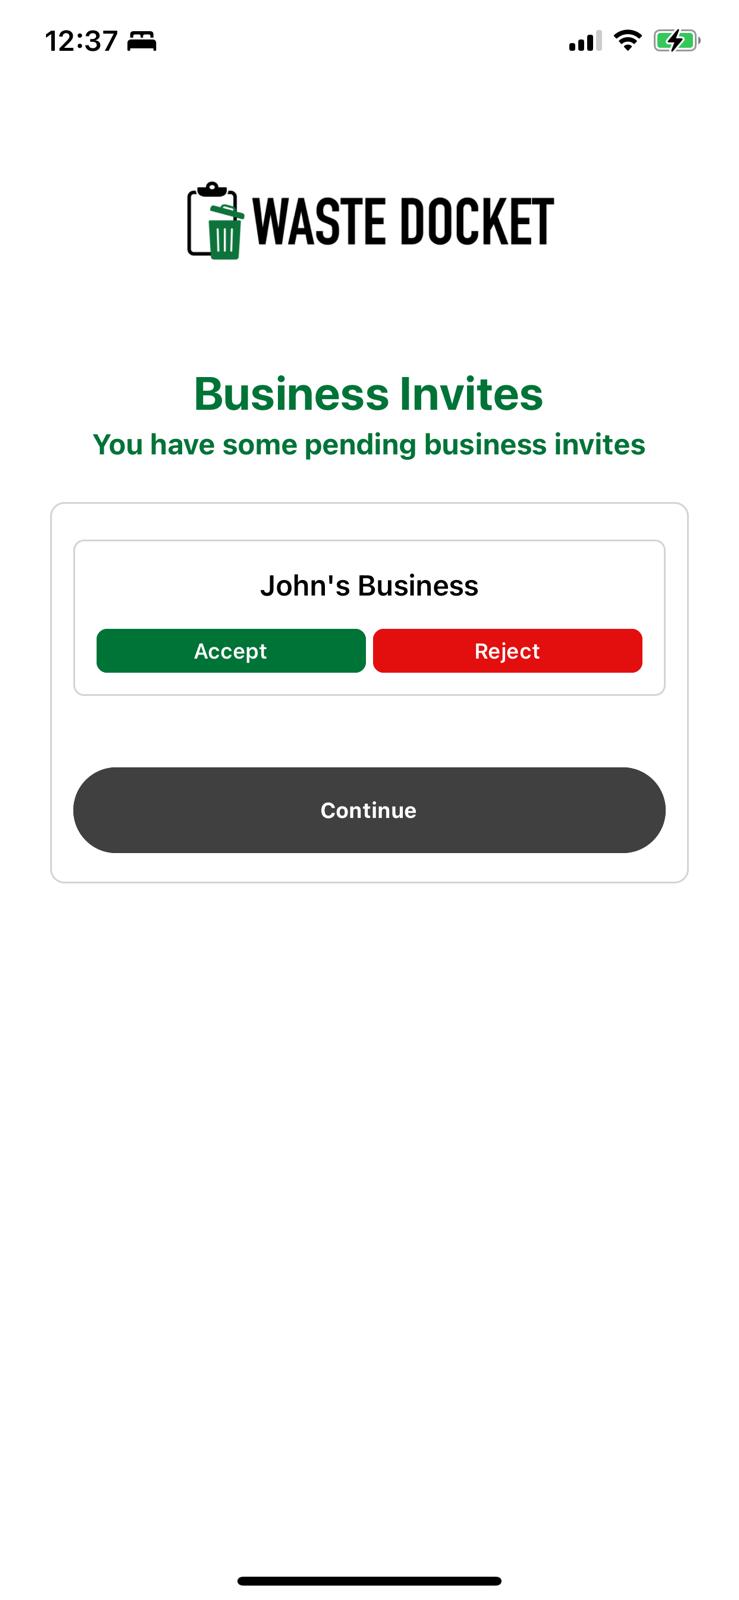 12:37
WASTE DOCKET
Business Invites
You have some pending business invites
John's Business
Accept Reject
Continue